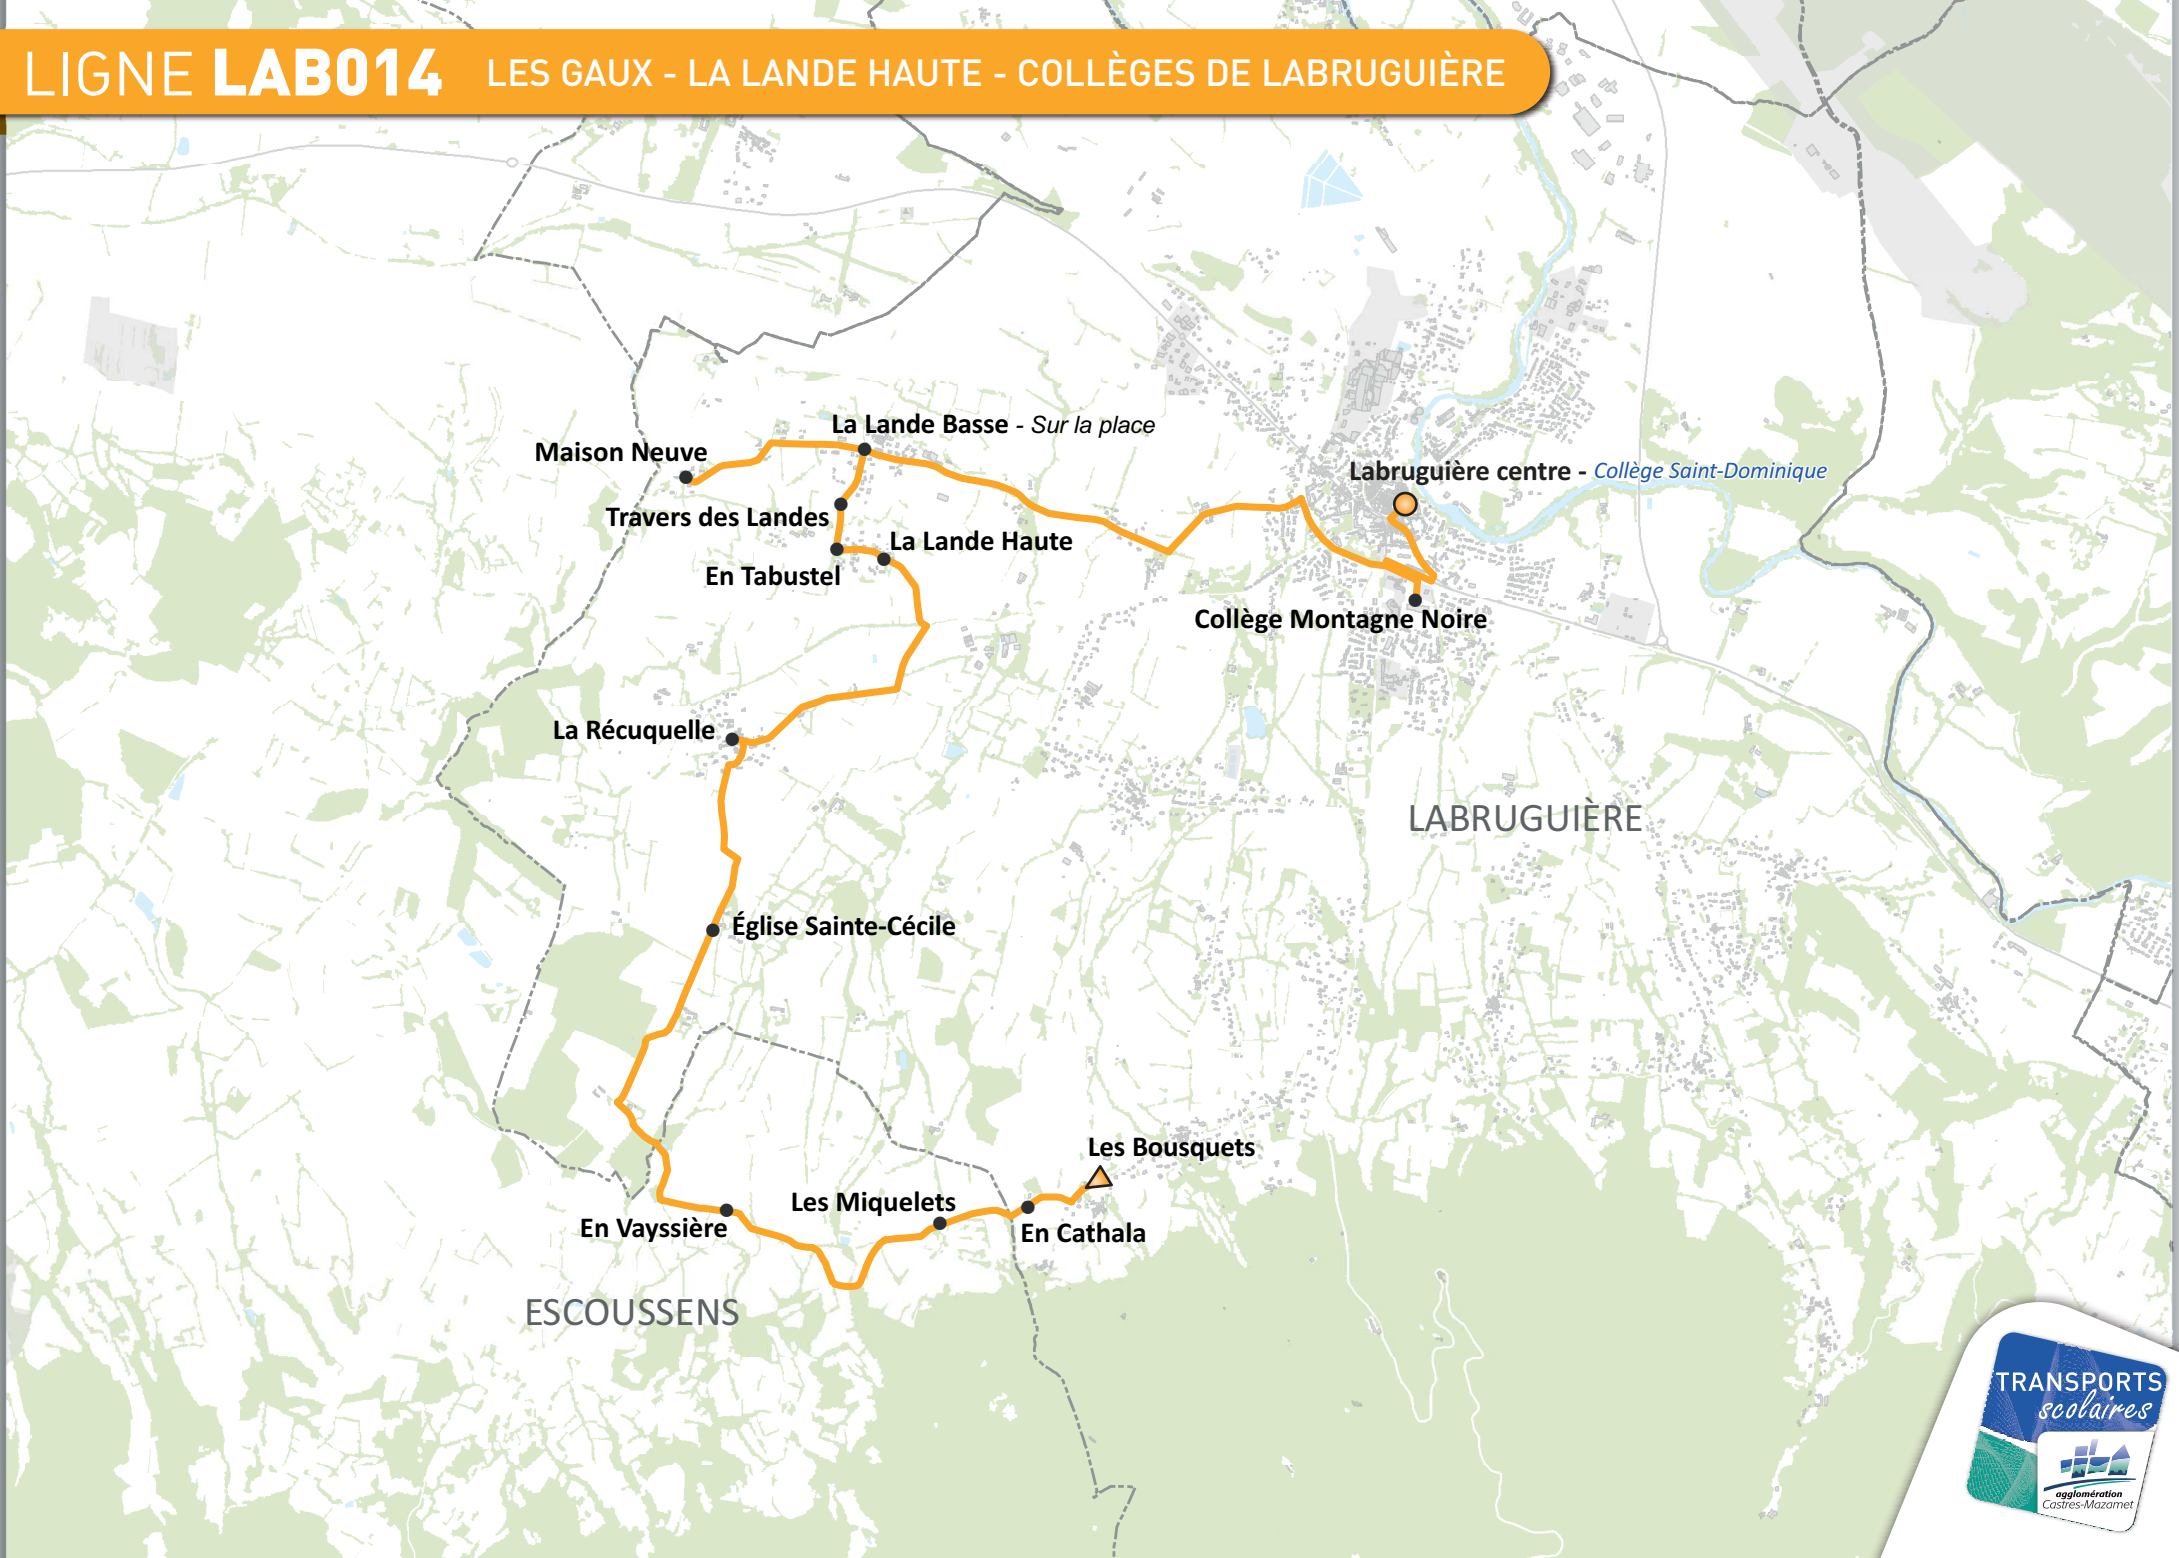 LIGNE LAB014 LES GAUX - LA LANDE HAUTE - COLLÈGES DE LABRUGUIÈRE
La Lande Basse - Sur la place
Maison Neuve
Labruguière centre - Collège Saint-Dominique
Travers des Landes
La Lande Haute
En Tabustel
Collège Montagne Noire
La Récuquelle
LABRUGUIÈRE
Église Sainte-Cécile
Les Bousquets
Les Miquelets
En Vayssière
En Cathala
ESCOUSSENS
TRANSPORTS
scolaires
agglomération
Castres-Mazamet